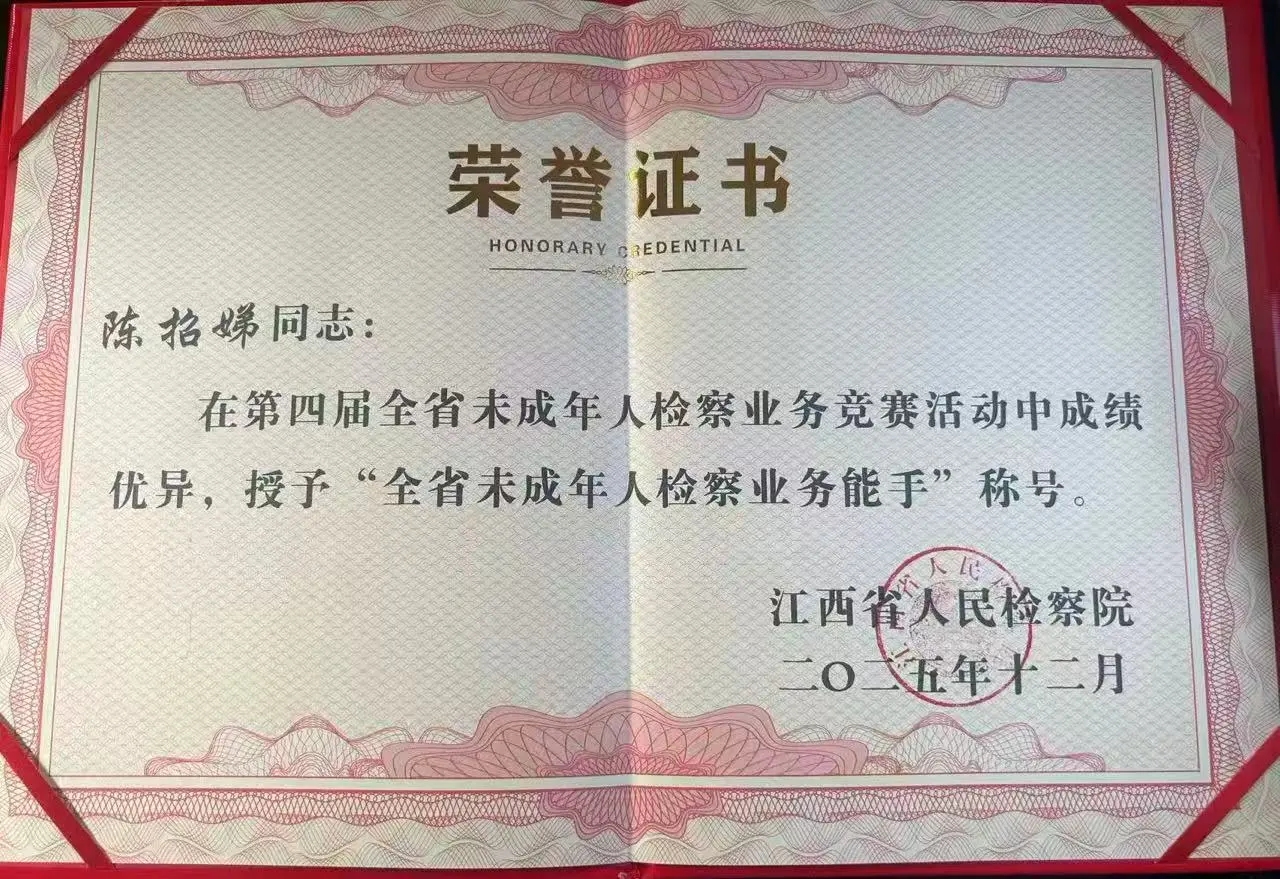 荣誉证书
HONORARY CREDENTIAL
陈招娣同志：
在第四届全省未成年人检察业务竞赛活动中成绩
优异，授予“全省未成年人检察业务能手”称号。
江西省人民检察院
二〇二五年十二月